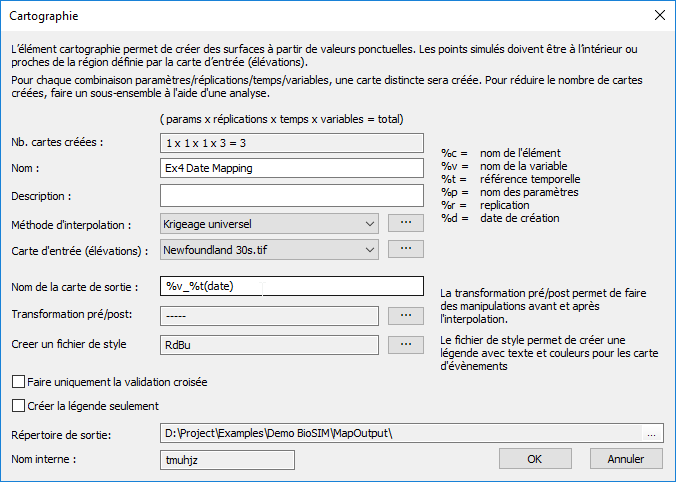 Cartographie
L'élément cartographie permet de créer des surfaces à partir de valeurs ponctuelles. Les points simulés doivent être à l'intérieur ou
proches de la région définie par la carte d'entrée (élévations).
Pour chaque combinaison paramètres/réplications/temps/variables, une carte distincte sera créée. Pour réduire le nombre de cartes
créées, faire un sous-ensemble à l'aide d'une analyse.
( params x réplications x temps x variables = total)
Nb. cartes créées : 1 x 1 x 1 x 3 = 3
Nom : Ex4 Date Mapping
Description :
Méthode d'interpolation : Krigeage universel ...
Carte d'entrée (élévations) : Newfoundland 30s.tif ...
%c = nom de l'élément
%v = nom de la variable
%t = référence temporelle
%p = nom des paramètres
%r = replication
%d = date de création
Nom de la carte de sortie : %v_%t(date)
Transformation pré/post: ----- ...
Creer un fichier de style RdBu ...
La transformation pré/post permet de faire
des manipulations avant et après
l'interpolation.
Le fichier de style permet de créer une
légende avec texte et couleurs pour les carte
d'évènements
Faire uniquement la validation croisée
Créer la légende seulement
Répertoire de sortie: D:\Project\Examples\Demo BioSIM\MapOutput\ ...
Nom interne : tmuhjz
OK Annuler